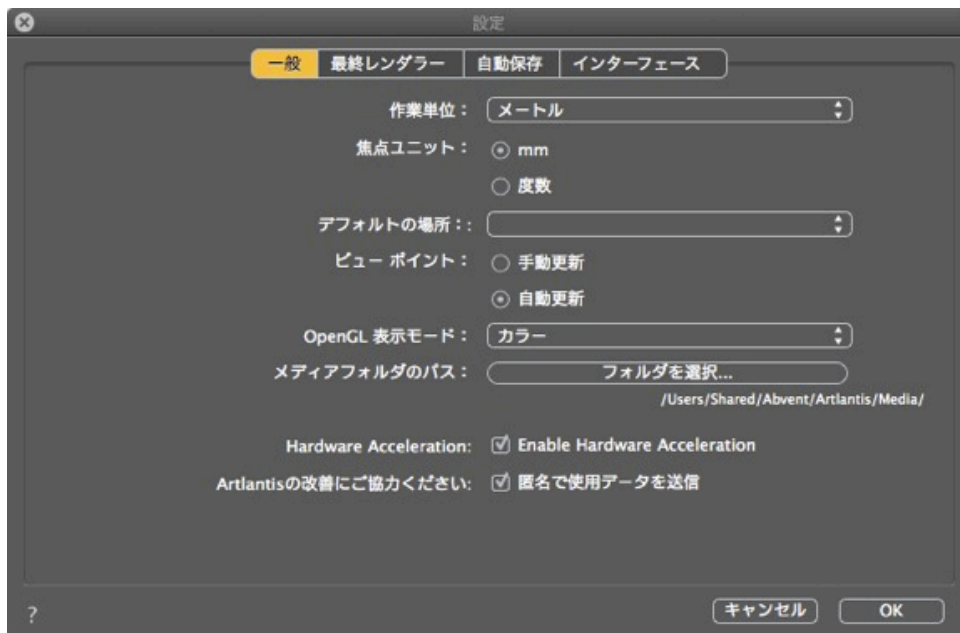 設定
一般 最終レンダラー 自動保存 インターフェース
作業単位： メートル
焦点ユニット： mm
度数
デフォルトの場所：:
ビュー ポイント： 手動更新
自動更新
OpenGL 表示モード： カラー
メディアフォルダのパス： フォルダを選択...
/Users/Shared/Abvent/Artlantis/Media/
Hardware Acceleration: Enable Hardware Acceleration
Artlantisの改善にご協力ください: 匿名で使用データを送信
? キャンセル OK